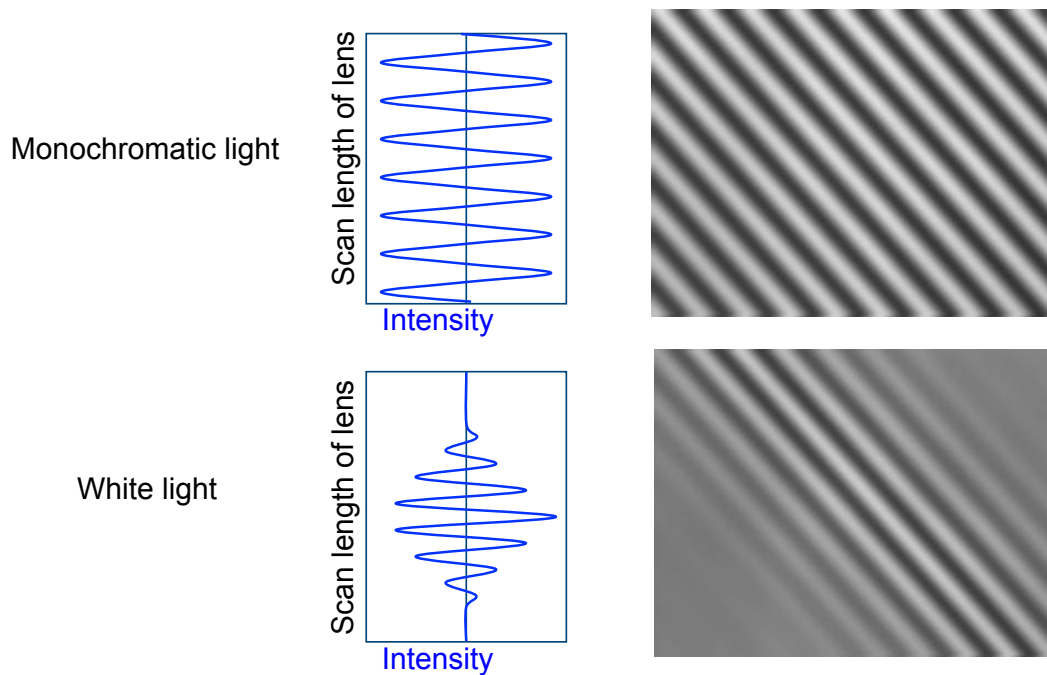 Monochromatic light
Scan length of lens
Intensity
White light
Scan length of lens
Intensity